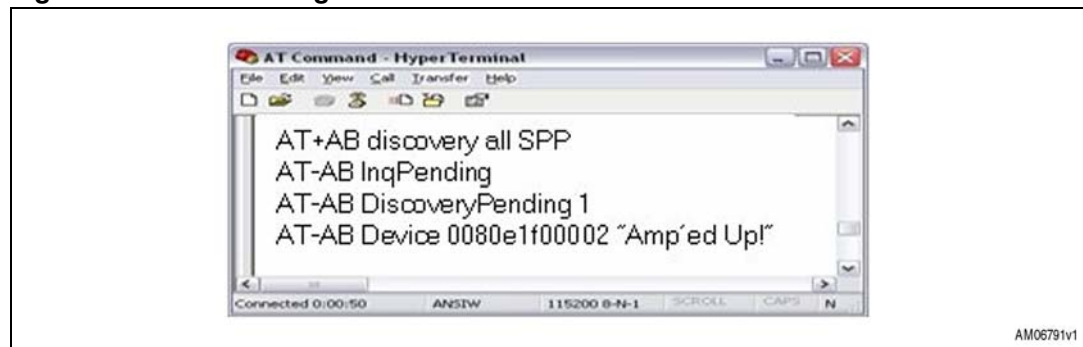 AT Command - HyperTerminal
File Edit View Call Transfer Help
AT+AB discovery all SPP
AT-AB InqPending
AT-AB DiscoveryPending 1
AT-AB Device 0080e1f00002 "Amp´ed Up!"
Connected 0:00:50 ANSIW 115200 8-N-1 SCROLL CAPS N
AM06791v1